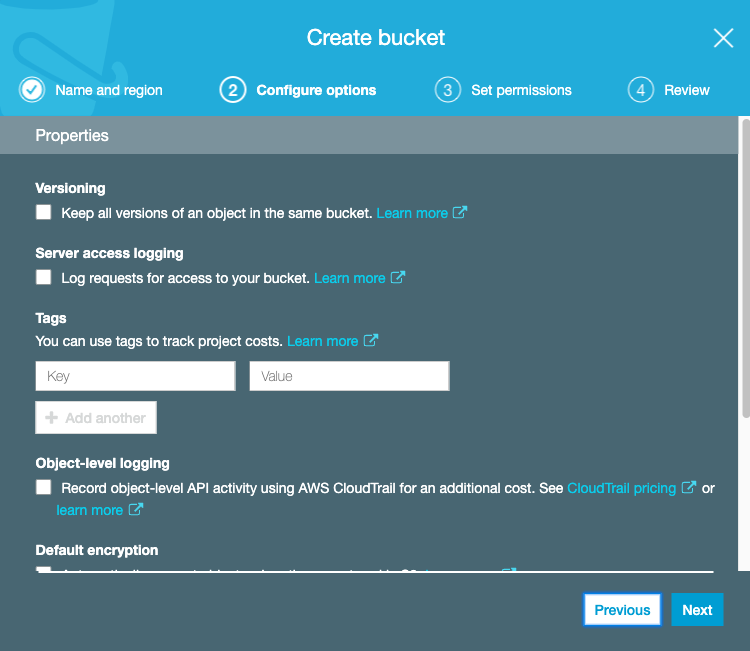 Create bucket
Name and region
2 Configure options
3 Set permissions
4 Review
Properties
Versioning
Keep all versions of an object in the same bucket. Learn more
Server access logging
Log requests for access to your bucket. Learn more
Tags
You can use tags to track project costs. Learn more
Key
Value
+ Add another
Object-level logging
Record object-level API activity using AWS CloudTrail for an additional cost. See CloudTrail pricing or
learn more
Default encryption
Previous
Next